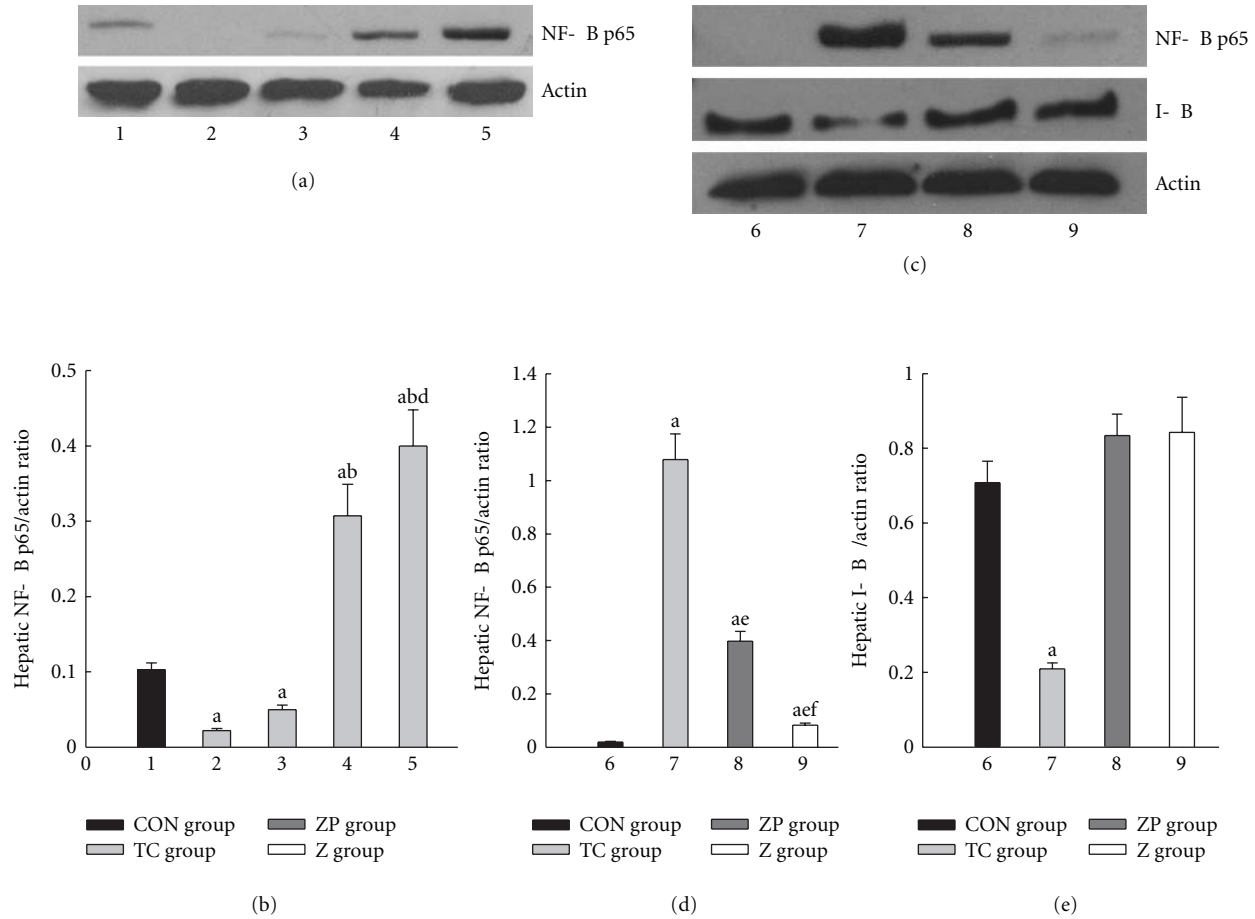 NF- B p65
Actin
1 2 3 4 5
(a)
NF- B p65
I- B
Actin
6 7 8 9
(c)
Hepatic NF- B p65/actin ratio
0.5
0.4
0.3
0.2
0.1
0
a
a
ab
abd
0 1 2 3 4 5
CON group
TC group
ZP group
Z group
(b)
Hepatic NF- B p65/actin ratio
1.4
1.2
1
0.8
0.6
0.4
0.2
0
a
ae
aef
6 7 8 9
CON group
TC group
ZP group
Z group
(d)
Hepatic I- B /actin ratio
1
0.8
0.6
0.4
0.2
0
a
6 7 8 9
CON group
TC group
ZP group
Z group
(e)